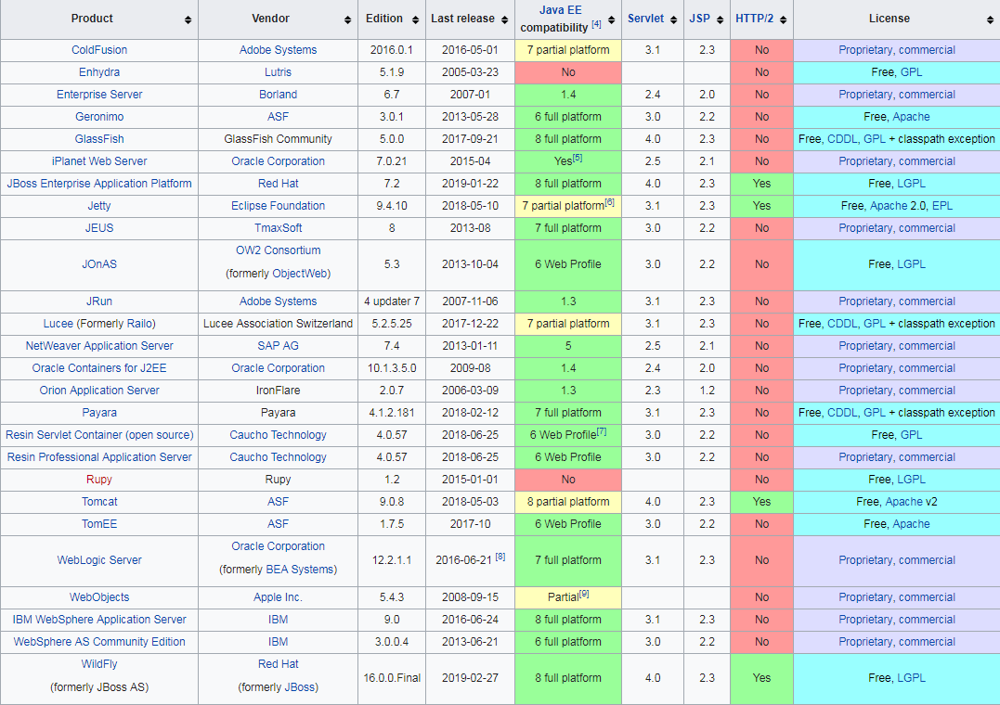 Product Vendor Edition Last release Java EE compatibility [4] Servlet JSP HTTP/2 License
ColdFusion Adobe Systems 2016.0.1 2016-05-01 7 partial platform 3.1 2.3 No Proprietary, commercial
Enhydra Lutris 5.1.9 2005-03-23 No No Free, GPL
Enterprise Server Borland 6.7 2007-01 1.4 2.4 2.0 No Proprietary, commercial
Geronimo ASF 3.0.1 2013-05-28 6 full platform 3.0 2.2 No Free, Apache
GlassFish GlassFish Community 5.0.0 2017-09-21 8 full platform 4.0 2.3 No Free, CDDL, GPL + classpath exception
iPlanet Web Server Oracle Corporation 7.0.21 2015-04 Yes[5] 2.5 2.1 No Proprietary, commercial
JBoss Enterprise Application Platform Red Hat 7.2 2019-01-22 8 full platform 4.0 2.3 Yes Free, LGPL
Jetty Eclipse Foundation 9.4.10 2018-05-10 7 partial platform[6] 3.1 2.3 Yes Free, Apache 2.0, EPL
JEUS TmaxSoft 8 2013-08 7 full platform 3.0 2.2 No Proprietary, commercial
JOnAS OW2 Consortium (formerly ObjectWeb) 5.3 2013-10-04 6 Web Profile 3.0 2.2 No Free, LGPL
JRun Adobe Systems 4 updater 7 2007-11-06 1.3 3.1 2.3 No Proprietary, commercial
Lucee (Formerly Railo) Lucee Association Switzerland 5.2.5.25 2017-12-22 7 partial platform 3.1 2.3 No Free, CDDL, GPL + classpath exception
NetWeaver Application Server SAP AG 7.4 2013-01-11 5 2.5 2.1 No Proprietary, commercial
Oracle Containers for J2EE Oracle Corporation 10.1.3.5.0 2009-08 1.4 2.4 2.0 No Proprietary, commercial
Orion Application Server IronFlare 2.0.7 2006-03-09 1.3 2.3 1.2 No Proprietary, commercial
Payara Payara 4.1.2.181 2018-02-12 7 full platform 3.1 2.3 No Free, CDDL, GPL + classpath exception
Resin Servlet Container (open source) Caucho Technology 4.0.57 2018-06-25 6 Web Profile[7] 3.0 2.2 No Free, GPL
Resin Professional Application Server Caucho Technology 4.0.57 2018-06-25 6 Web Profile 3.0 2.2 No Proprietary, commercial
Rupy Rupy 1.2 2015-01-01 No No Free, LGPL
Tomcat ASF 9.0.8 2018-05-03 8 partial platform 4.0 2.3 Yes Free, Apache v2
TomEE ASF 1.7.5 2017-10 6 Web Profile 3.0 2.2 No Free, Apache
WebLogic Server Oracle Corporation (formerly BEA Systems) 12.2.1.1 2016-06-21 [8] 7 full platform 3.1 2.3 No Proprietary, commercial
WebObjects Apple Inc. 5.4.3 2008-09-15 Partial[9] No Proprietary, commercial
IBM WebSphere Application Server IBM 9.0 2016-06-24 8 full platform 3.1 2.3 No Proprietary, commercial
WebSphere AS Community Edition IBM 3.0.0.4 2013-06-21 6 full platform 3.0 2.2 No Proprietary, commercial
WildFly (formerly JBoss AS) Red Hat (formerly JBoss) 16.0.0.Final 2019-02-27 8 full platform 4.0 2.3 Yes Free, LGPL